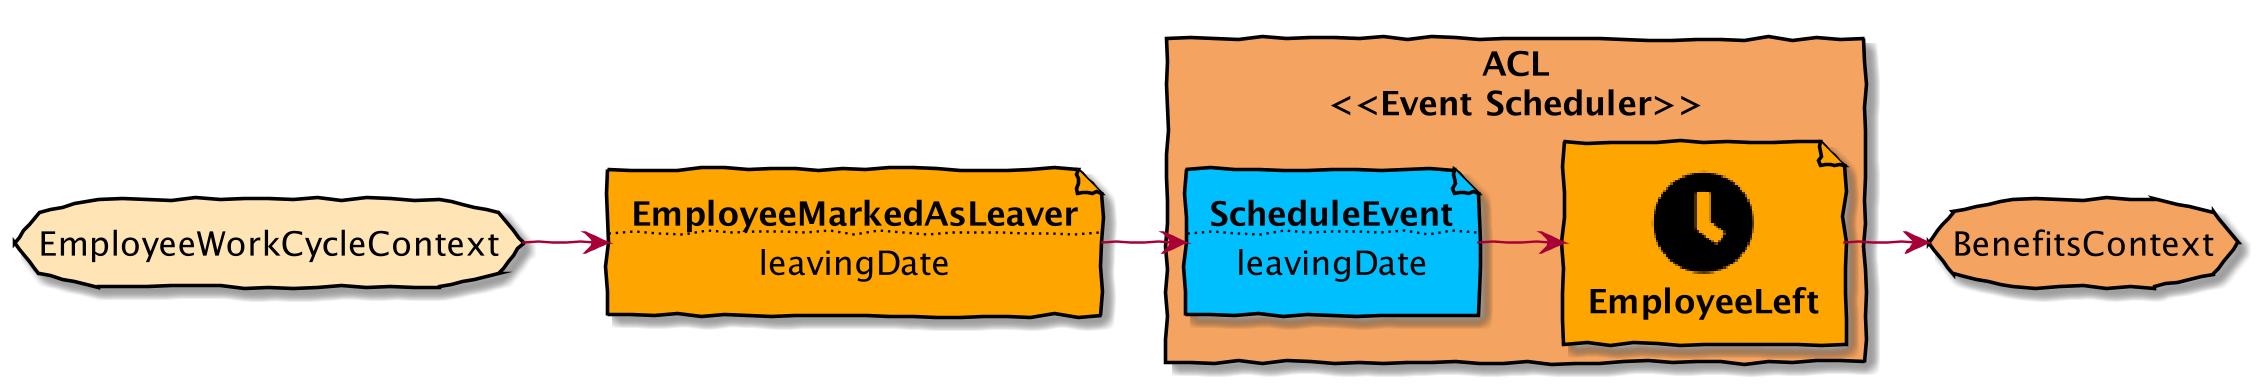 ACL
<<Event Scheduler>>
EmployeeWorkCycleContext
EmployeeMarkedAsLeaver
leavingDate
ScheduleEvent
leavingDate
EmployeeLeft
BenefitsContext